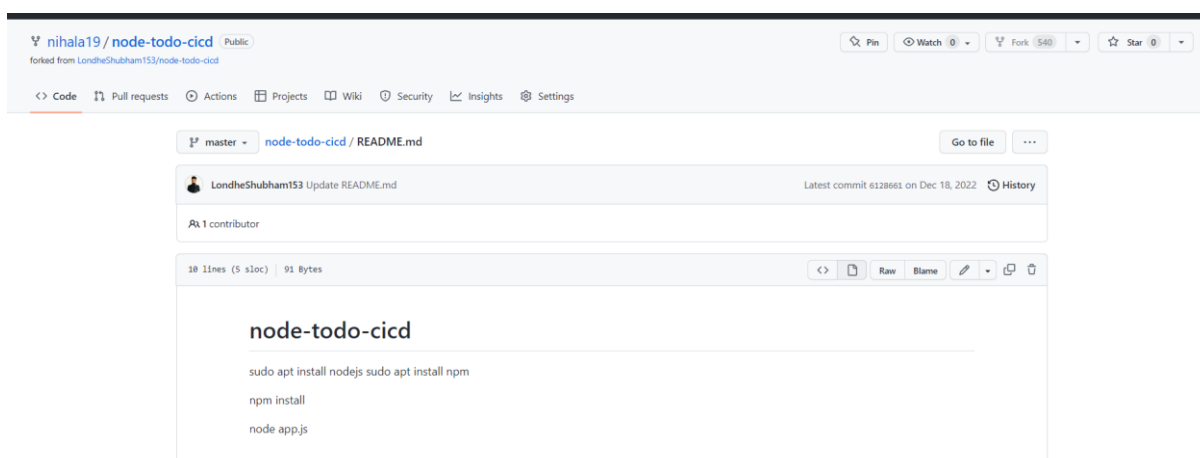 nihala19 / node-todo-cicd Public
Pin Watch 0 Fork 540 Star 0
forked from LondheShubham153/node-todo-cicd
<> Code Pull requests Actions Projects Wiki Security Insights Settings
master node-todo-cicd / README.md Go to file ...
LondheShubham153 Update README.md Latest commit 6128661 on Dec 18, 2022 History
1 contributor
10 lines (5 sloc) 91 Bytes <> Raw Blame
node-todo-cicd
sudo apt install nodejs sudo apt install npm
npm install
node app.js